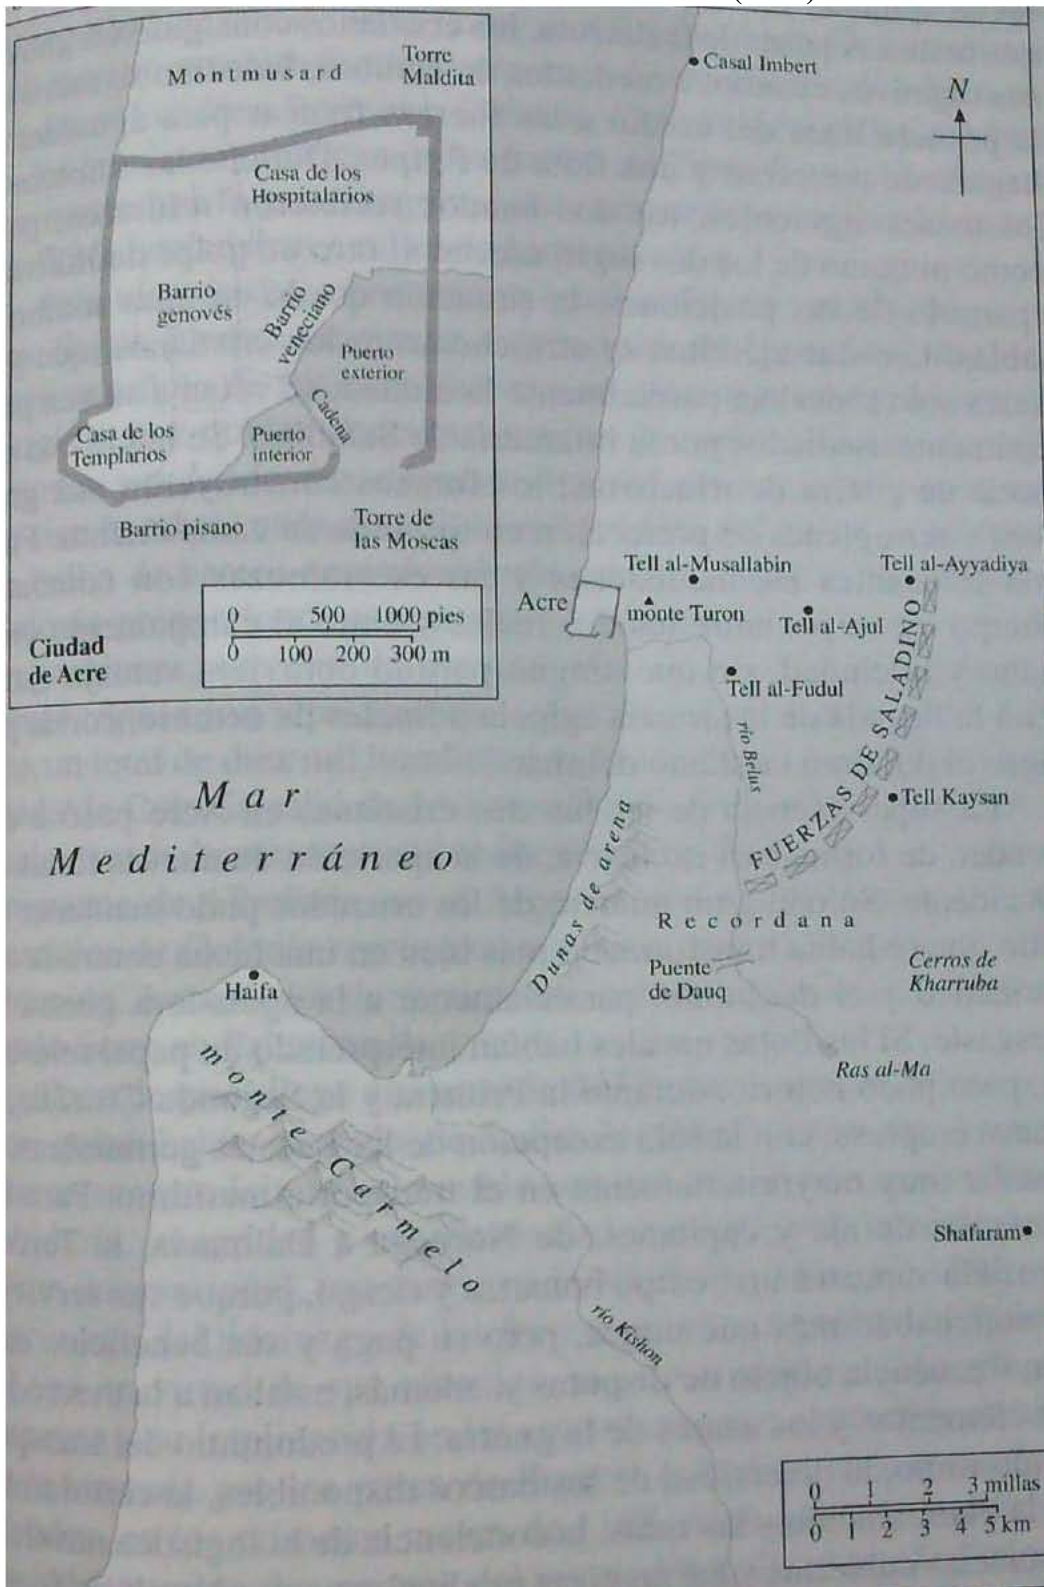 Montmusard
Torre
Maldita
Casa de los
Hospitalarios
Barrio
genovés
Barrio
veneciano
Puerto
exterior
Cadena
Casa de los
Templarios
Puerto
interior
Barrio pisano
Torre de
las Moscas
Ciudad
de Acre
0 500 1000 pies
0 100 200 300 m
Casal Imbert
N
Tell al-Musallabin
Tell al-Ayyadiya
Acre
monte Turon
Tell al-Ajul
Tell al-Fudul
río Belus
FUERZAS DE SALADINO
Tell Kaysan
Mar
Mediterráneo
Dunas de arena
Recordana
Puente
de Dauq
Cerros de
Kharruba
Haifa
Ras al-Ma
monte Carmelo
Shafaram
río Kishon
0 1 2 3 millas
0 1 2 3 4 5 km